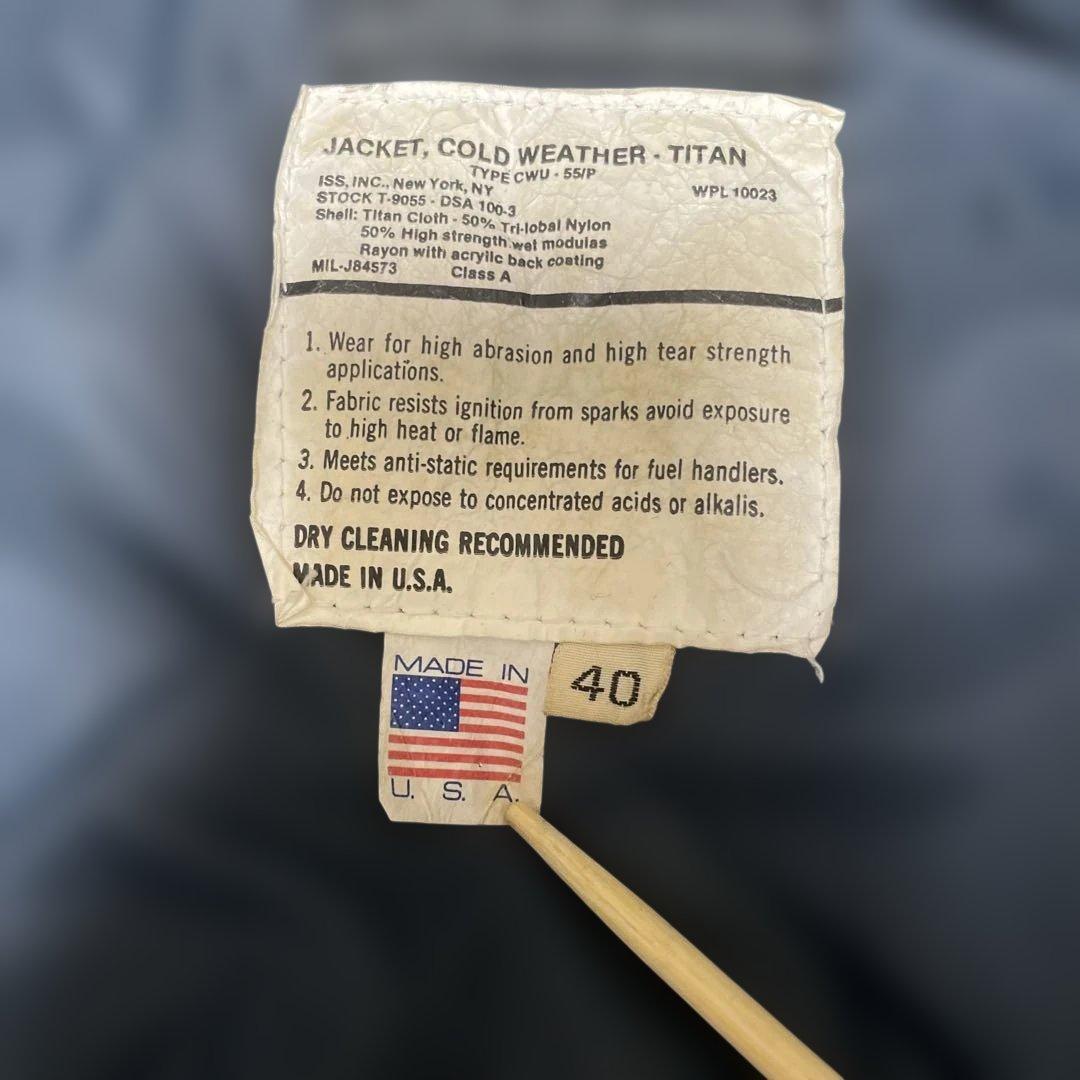 JACKET, COLD WEATHER - TITAN
TYPE CWU - 55/P
ISS, INC., New York, NY
WPL 10023
STOCK T-9055 - DSA 100-3
Shell: Titan Cloth - 50% Tri-lobal Nylon
50% High strength wet modulas
Rayon with acrylic back coating
MIL-J84573 Class A
1. Wear for high abrasion and high tear strength
applications.
2. Fabric resists ignition from sparks avoid exposure
to high heat or flame.
3. Meets anti-static requirements for fuel handlers.
4. Do not expose to concentrated acids or alkalis.
DRY CLEANING RECOMMENDED
MADE IN U.S.A.
MADE IN
U. S. A.
40